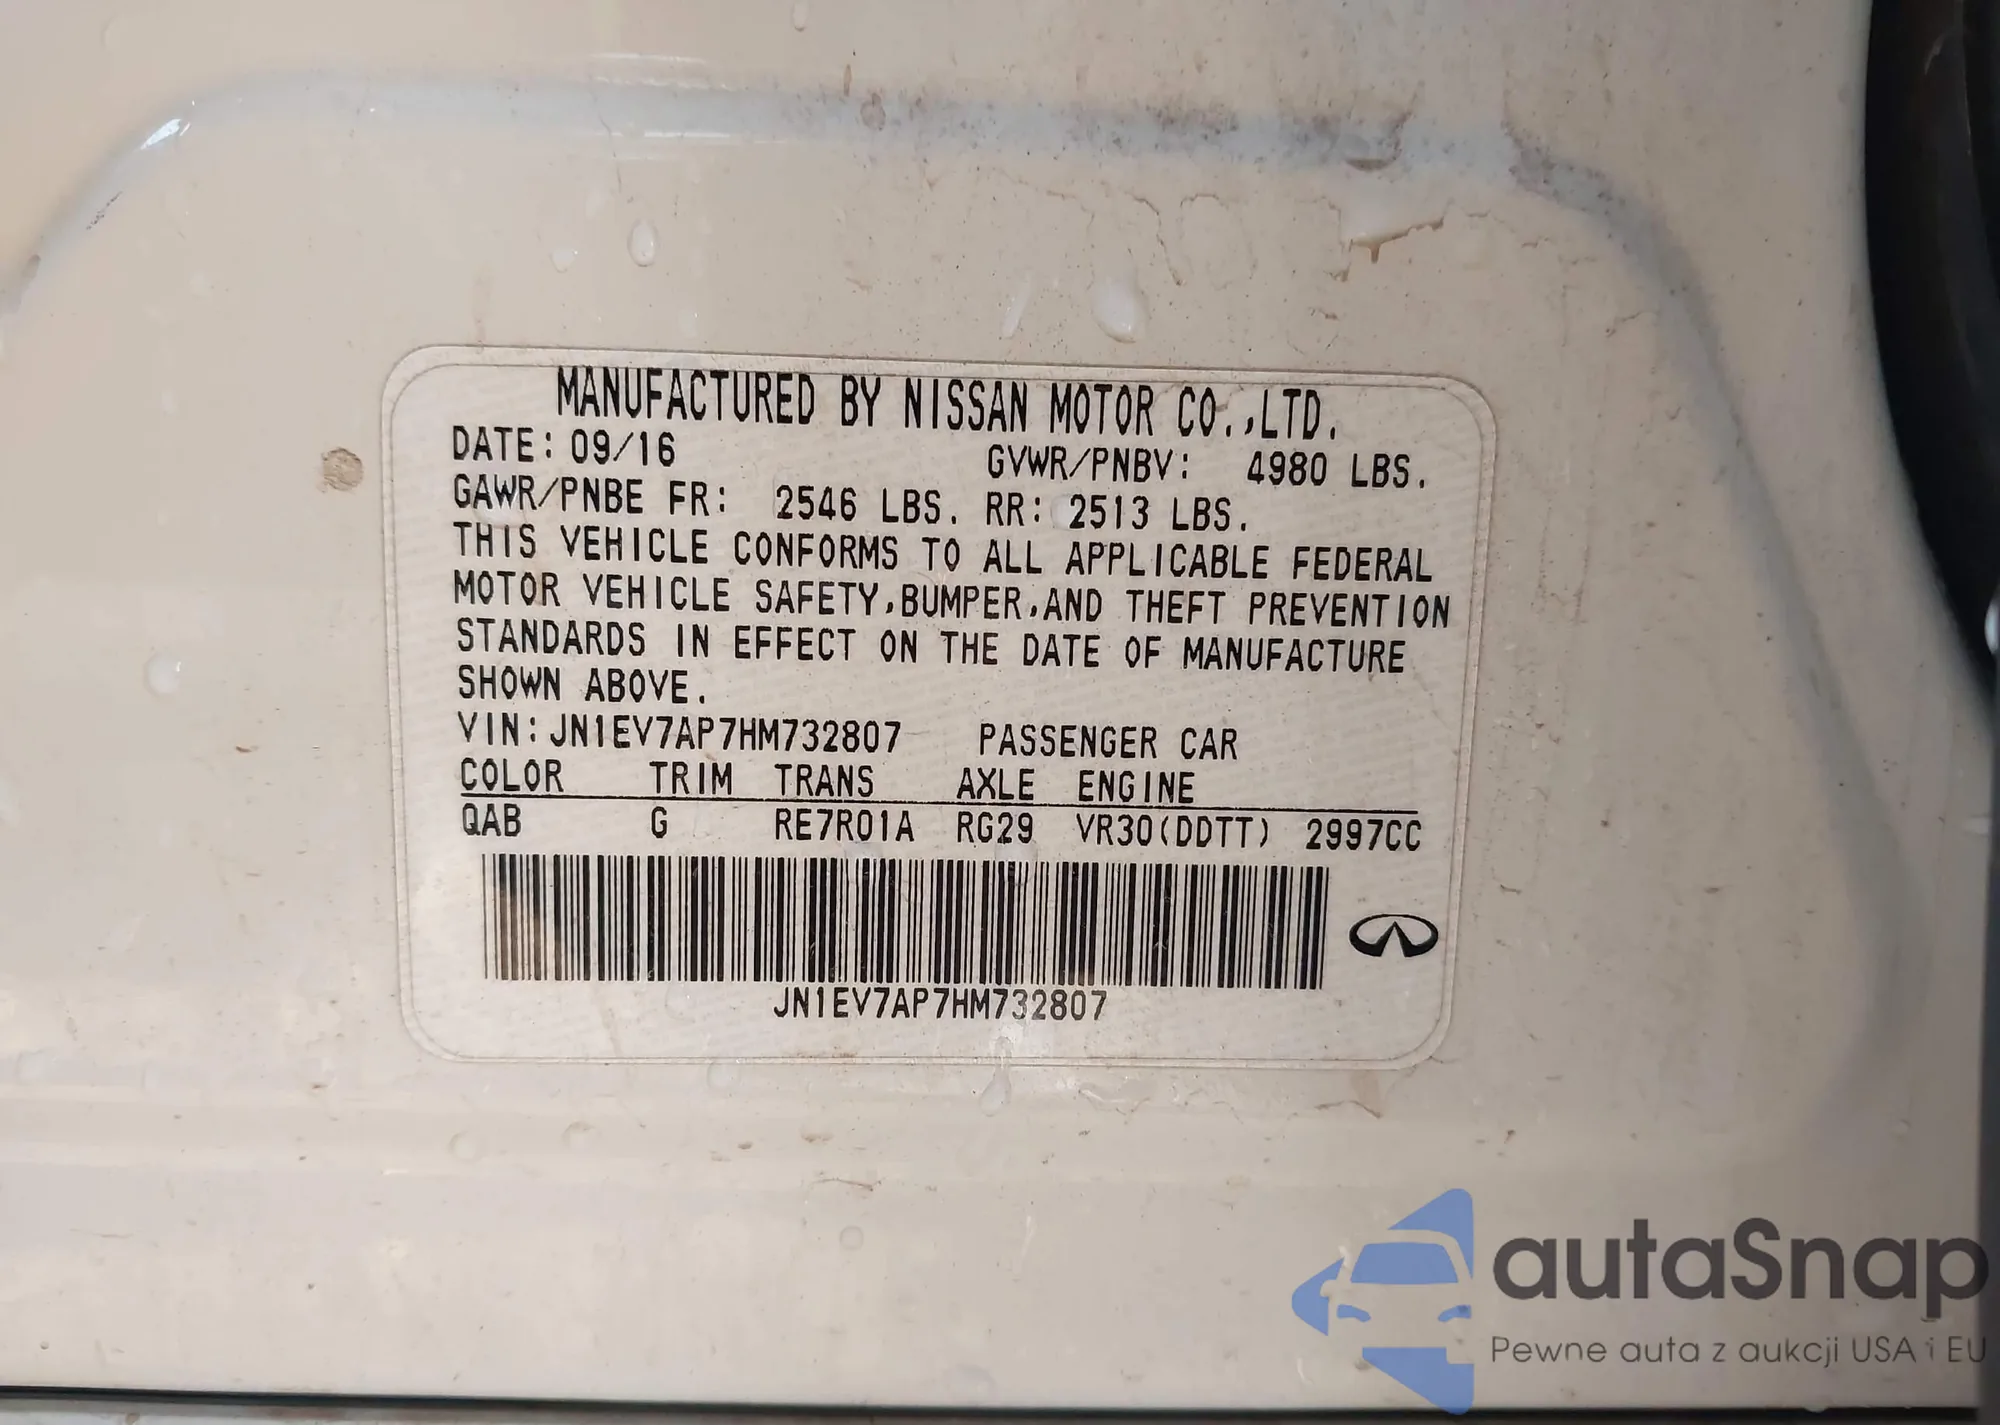 MANUFACTURED BY NISSAN MOTOR CO.,LTD.
DATE: 09/16 GVWR/PNBV: 4980 LBS.
GAWR/PNBE FR: 2546 LBS. RR: 2513 LBS.
THIS VEHICLE CONFORMS TO ALL APPLICABLE FEDERAL
MOTOR VEHICLE SAFETY,BUMPER,AND THEFT PREVENTION
STANDARDS IN EFFECT ON THE DATE OF MANUFACTURE
SHOWN ABOVE.
VIN:JN1EV7AP7HM732807 PASSENGER CAR
COLOR TRIM TRANS AXLE ENGINE
QAB G RE7R01A RG29 VR30(DDTT) 2997CC
JN1EV7AP7HM732807
autaSnap
Pewne auta z aukcji USA i EU